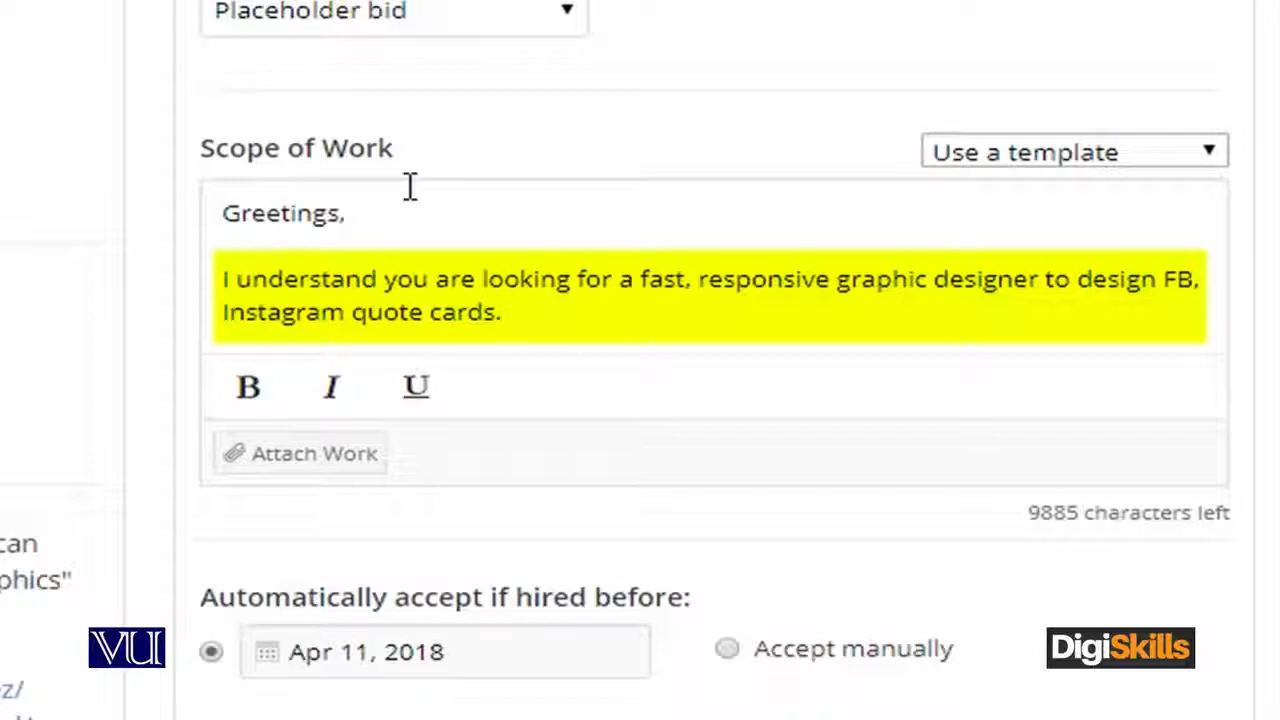 Placeholder bid
Scope of Work
Use a template
Greetings,
I understand you are looking for a fast, responsive graphic designer to design FB,
Instagram quote cards.
B I U
Attach Work
9885 characters left
can
phics"
Automatically accept if hired before:
Apr 11, 2018
Accept manually
VU
DigiSkills
ez/